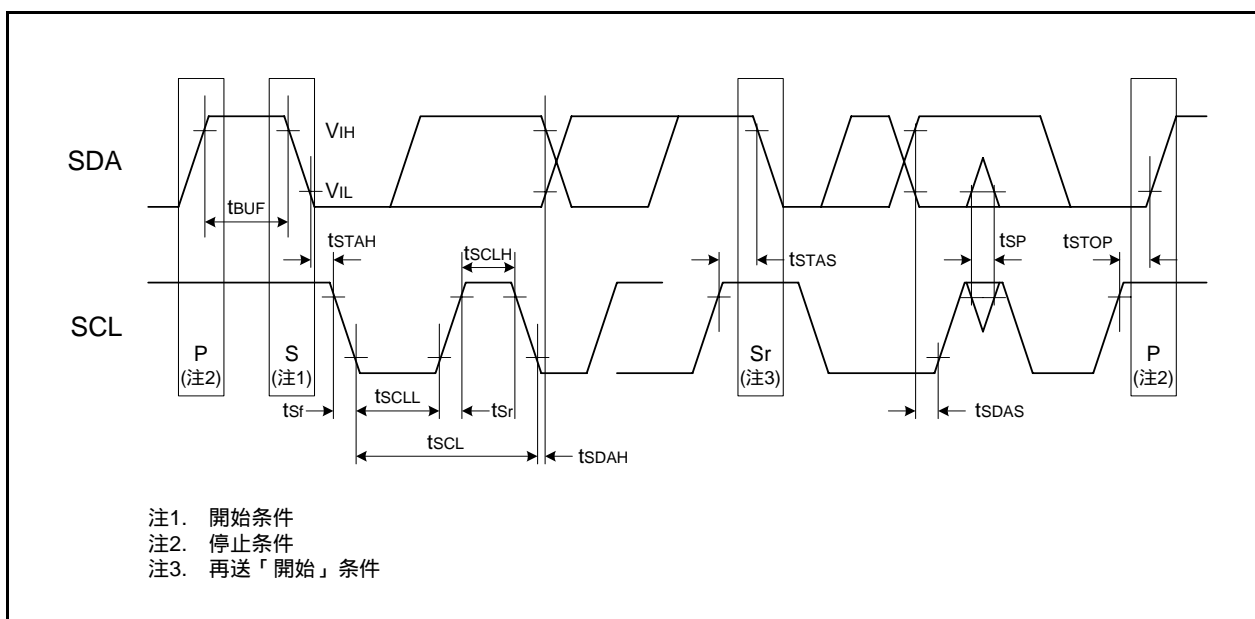 SDA
VIH
VIL
tBUF
tSTAH
tSCLH
tSTAS
tSP
tSTOP
SCL
P
(注2)
S
(注1)
Sr
(注3)
P
(注2)
tSf
tSCLL
tSr
tSDAS
tSCL
tSDAH
注1. 開始条件
注2. 停止条件
注3. 再送「開始」条件